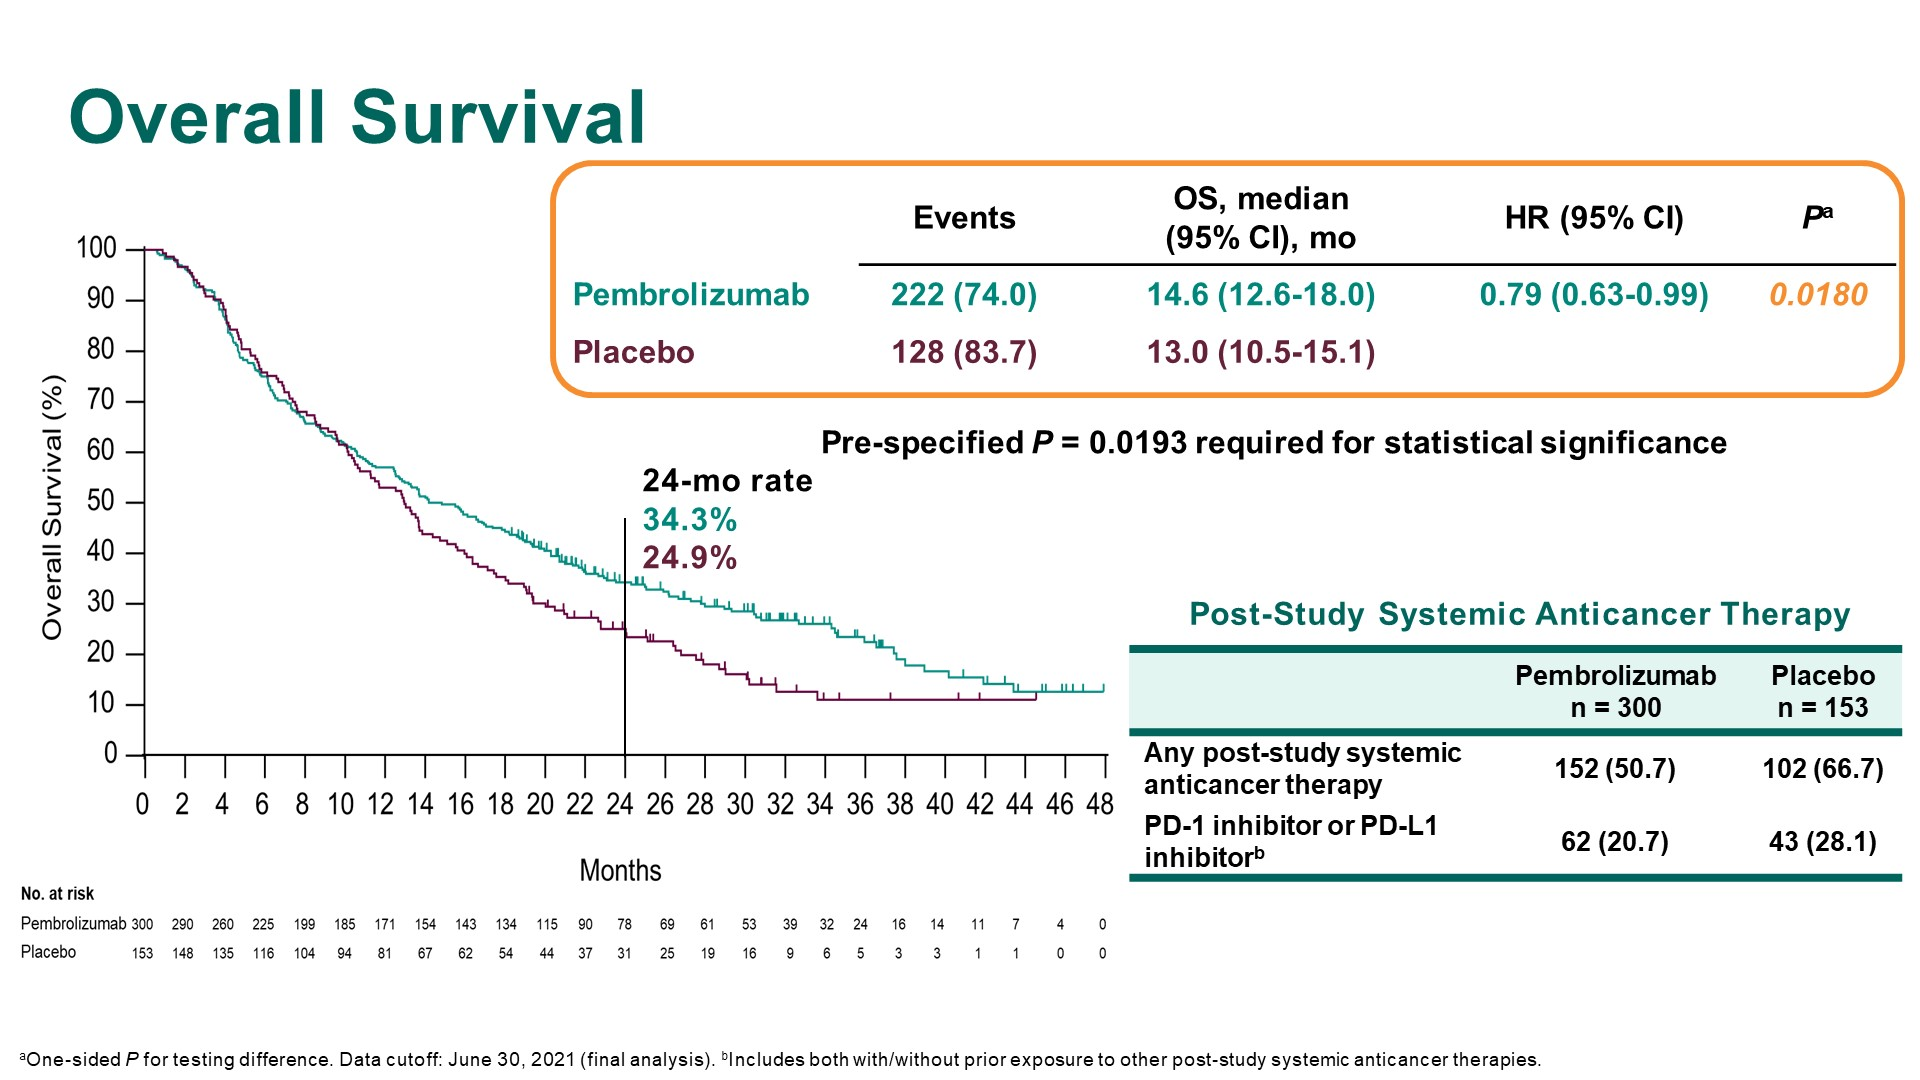 Overall Survival
Events
OS, median
(95% CI), mo
HR (95% CI)
Pᵃ
Pembrolizumab 222 (74.0) 14.6 (12.6-18.0) 0.79 (0.63-0.99) 0.0180
Placebo 128 (83.7) 13.0 (10.5-15.1)
Pre-specified P = 0.0193 required for statistical significance
24-mo rate
34.3%
24.9%
Overall Survival (%)
100
90
80
70
60
50
40
30
20
10
0
0 2 4 6 8 10 12 14 16 18 20 22 24 26 28 30 32 34 36 38 40 42 44 46 48
Months
No. at risk
Pembrolizumab 300 290 260 225 199 185 171 154 143 134 115 90 78 69 61 53 39 32 24 16 14 11 7 4 0
Placebo 153 148 135 116 104 94 81 67 62 54 44 37 31 25 19 16 9 6 5 3 3 1 1 0 0
Post-Study Systemic Anticancer Therapy
Pembrolizumab Placebo
n = 300 n = 153
Any post-study systemic
anticancer therapy
152 (50.7) 102 (66.7)
PD-1 inhibitor or PD-L1
inhibitorᵇ
62 (20.7) 43 (28.1)
ᵃOne-sided P for testing difference. Data cutoff: June 30, 2021 (final analysis). ᵇIncludes both with/without prior exposure to other post-study systemic anticancer therapies.